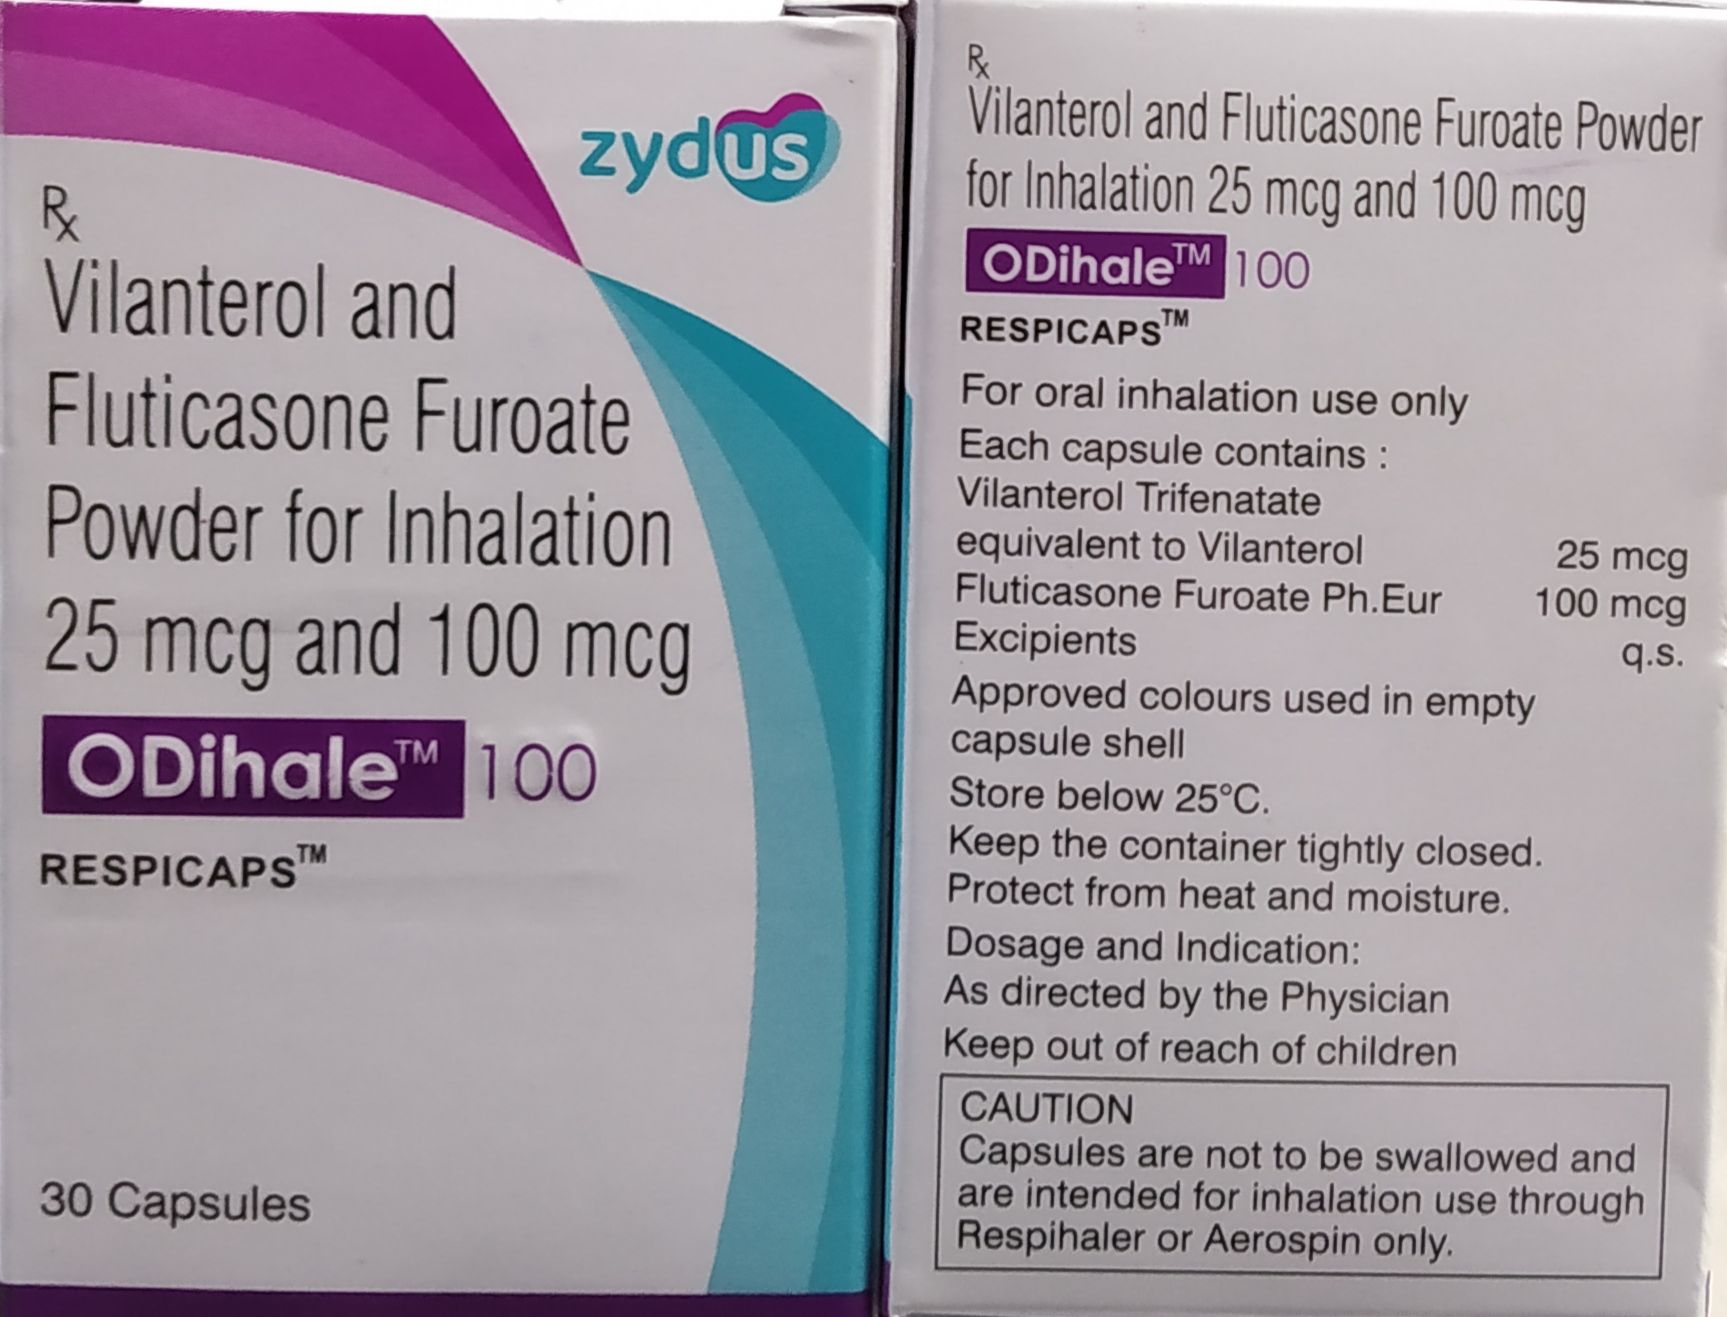 zydus
Rx
Vilanterol and
Fluticasone Furoate
Powder for Inhalation
25 mcg and 100 mcg
ODihale™ 100
RESPICAPS™
30 Capsules
Rx
Vilanterol and Fluticasone Furoate Powder
for Inhalation 25 mcg and 100 mcg
ODihale™ 100
RESPICAPS™
For oral inhalation use only
Each capsule contains :
Vilanterol Trifenatate
equivalent to Vilanterol 25 mcg
Fluticasone Furoate Ph.Eur 100 mcg
Excipients q.s.
Approved colours used in empty
capsule shell
Store below 25°C.
Keep the container tightly closed.
Protect from heat and moisture.
Dosage and Indication:
As directed by the Physician
Keep out of reach of children
CAUTION
Capsules are not to be swallowed and
are intended for inhalation use through
Respihaler or Aerospin only.